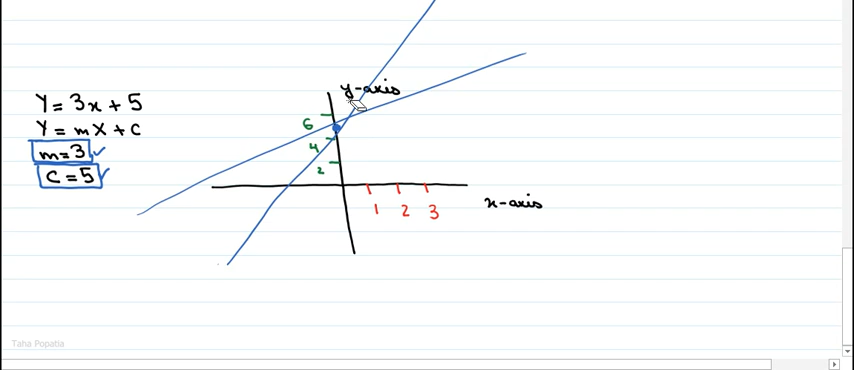 y-axis
Y = 3x + 5
Y = mX + C
m = 3
C = 5
6
4
2
1 2 3
x-axis
Taha Popatia